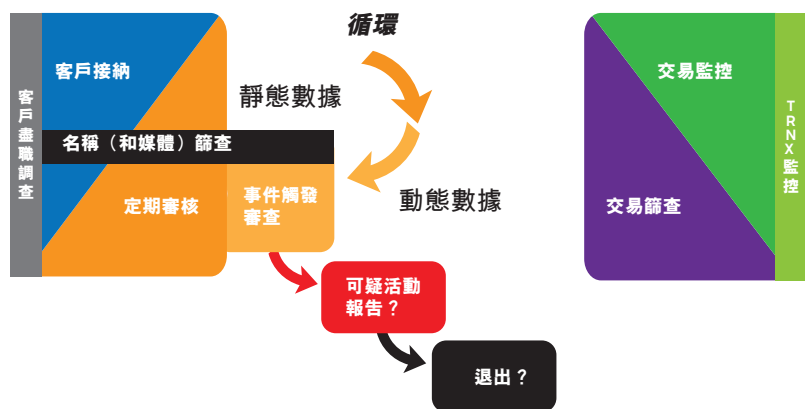 循環
客戶盡職調查
客戶接納
靜態數據
名稱（和媒體）篩查
定期審核
事件觸發
審查
動態數據
交易監控
交易篩查
TRNX監控
可疑活動
報告？
退出？